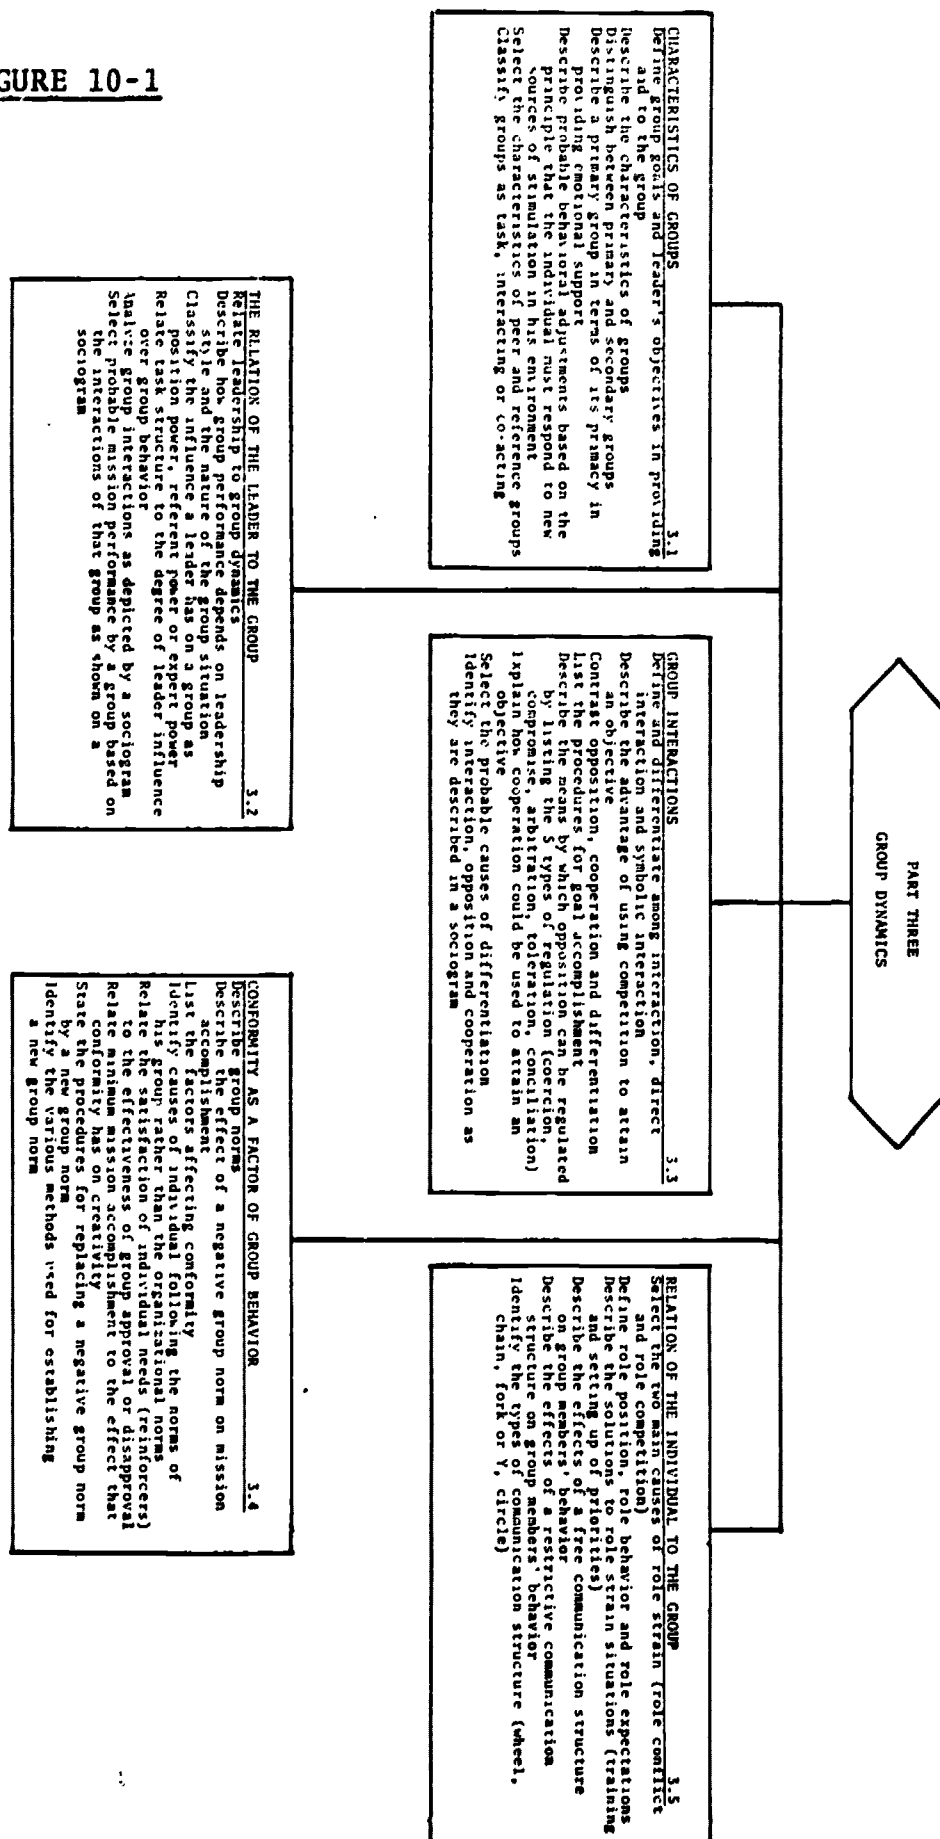 GURE 10-1
PART THREE
GROUP DYNAMICS
CHARACTERISTICS OF GROUPS 3.1
Define group goals and leader's objectives in providing
aid to the group
Describe the characteristics of groups
Distinguish between primary and secondary groups
Describe a primary group in terms of its primacy in
providing emotional support
Describe probable behavioral adjustments based on the
principle that the individual must respond to new
sources of stimulation in his environment
Select the characteristics of peer and reference groups
Classify groups as task, interacting or co-acting
GROUP INTERACTIONS 3.3
Define and differentiate among interaction, direct
interaction and symbolic interaction
Describe the advantage of using competition to attain
an objective
Contrast opposition, cooperation and differentiation
List the procedures for goal accomplishment
Describe the means by which opposition can be regulated
by listing the 5 types of regulation (coercion,
compromise, arbitration, toleration, conciliation)
Explain how cooperation could be used to attain an
objective
Select the probable causes of differentiation
Identify interaction, opposition and cooperation as
they are described in a sociogram
RELATION OF THE INDIVIDUAL TO THE GROUP 3.5
Select the two main causes of role strain (role conflict
and role competition)
Define role position, role behavior and role expectations
Describe the solutions to role strain situations (training
and setting up of priorities)
Describe the effects of a free communication structure
on group members' behavior
Describe the effects of a restrictive communication
structure on group members' behavior
Identify the types of communication structure (wheel,
chain, fork or Y, circle)
THE RELATION OF THE LEADER TO THE GROUP 3.2
Relate leadership to group dynamics
Describe how group performance depends on leadership
style and the nature of the group situation
Classify the influence a leader has on a group as
position power, referent power or expert power
Relate task structure to the degree of leader influence
over group behavior
Analyze group interactions as depicted by a sociogram
Select probable mission performance by a group based on
the interactions of that group as shown on a
sociogram
CONFORMITY AS A FACTOR OF GROUP BEHAVIOR 3.4
Describe group norms
Describe the effect of a negative group norm on mission
accomplishment
List the factors affecting conformity
Identify causes of individual following the norms of
his group rather than the organizational norms
Relate the satisfaction of individual needs (reinforcers)
to the effectiveness of group approval or disapproval
Relate minimum mission accomplishment to the effect that
conformity has on creativity
State the procedures for replacing a negative group norm
by a new group norm
Identify the various methods used for establishing
a new group norm